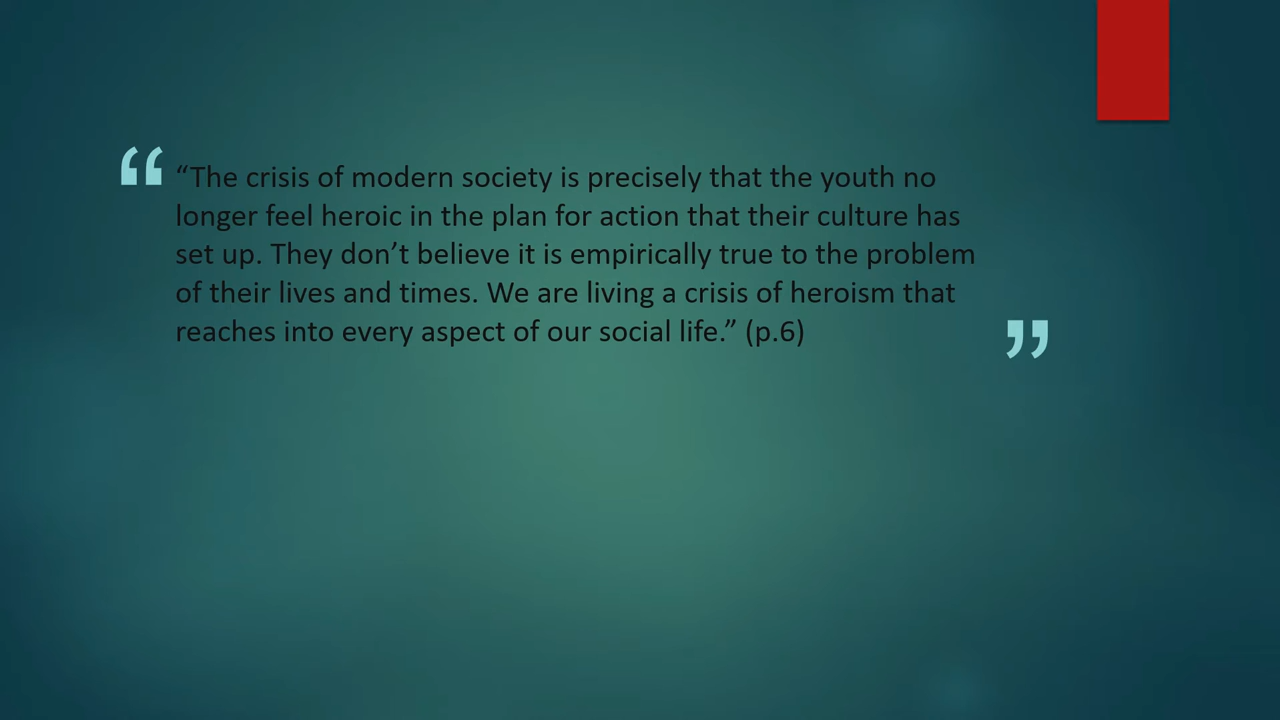 “The crisis of modern society is precisely that the youth no
longer feel heroic in the plan for action that their culture has
set up. They don’t believe it is empirically true to the problem
of their lives and times. We are living a crisis of heroism that
reaches into every aspect of our social life.” (p.6)